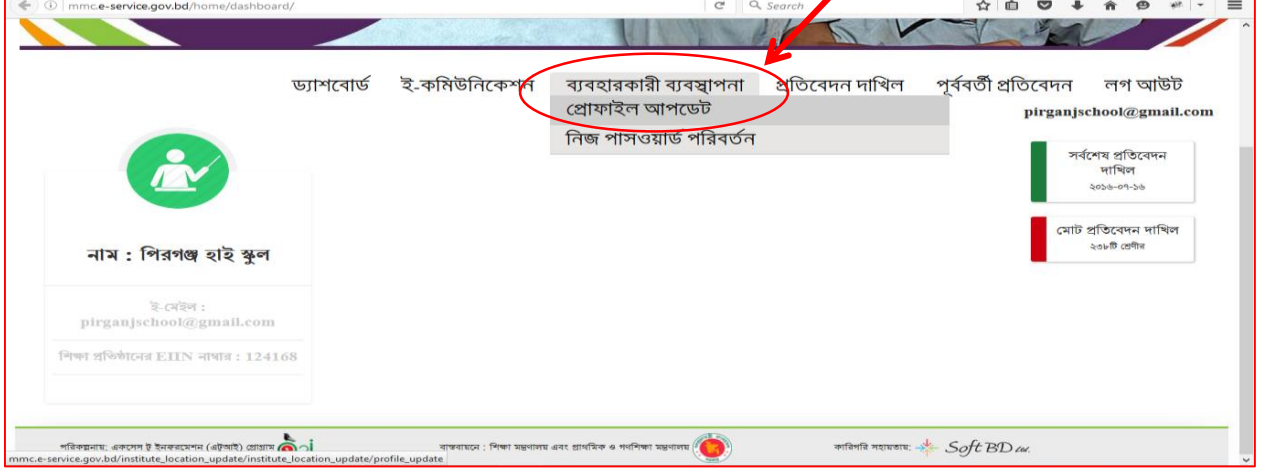 mmc.e-service.gov.bd/home/dashboard/
Search
ড্যাশবোর্ড ই-কমিউনিকেশন ব্যবহারকারী ব্যবস্থাপনা প্রতিবেদন দাখিল পূর্ববর্তী প্রতিবেদন লগ আউট
প্রোফাইল আপডেট
নিজ পাসওয়ার্ড পরিবর্তন
pirganjschool@gmail.com
সর্বশেষ প্রতিবেদন
দাখিল
২০১৬-০৭-১৬
মোট প্রতিবেদন দাখিল
২৩৮টি শ্রেণীর
নাম : পিরগঞ্জ হাই স্কুল
ই-মেইল :
pirganjschool@gmail.com
শিক্ষা প্রতিষ্ঠানের EIIN নাম্বার : 124168
পরিকল্পনায়: একসেস টু ইনফরমেশন (এটুআই) প্রোগ্রাম
বাস্তবায়নে : শিক্ষা মন্ত্রণালয় এবং প্রাথমিক ও গণশিক্ষা মন্ত্রণালয়
কারিগরি সহায়তায়: Soft BD Ltd.
mmc.e-service.gov.bd/institute_location_update/institute_location_update/profile_update